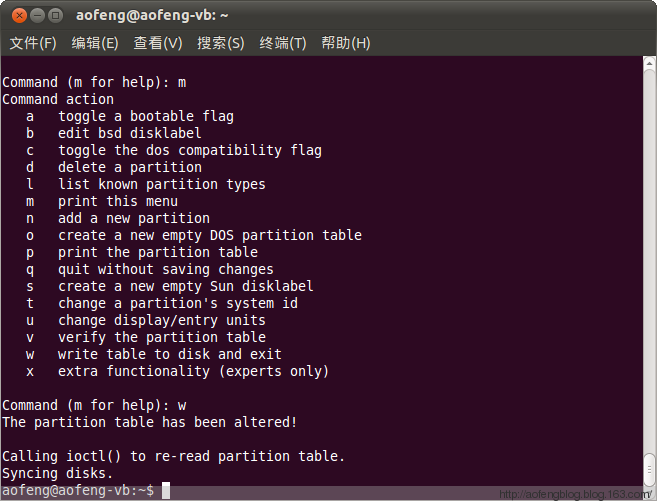 aofeng@aofeng-vb: ~
文件(F) 编辑(E) 查看(V) 搜索(S) 终端(T) 帮助(H)
Command (m for help): m
Command action
a toggle a bootable flag
b edit bsd disklabel
c toggle the dos compatibility flag
d delete a partition
l list known partition types
m print this menu
n add a new partition
o create a new empty DOS partition table
p print the partition table
q quit without saving changes
s create a new empty Sun disklabel
t change a partition's system id
u change display/entry units
v verify the partition table
w write table to disk and exit
x extra functionality (experts only)
Command (m for help): w
The partition table has been altered!
Calling ioctl() to re-read partition table.
Syncing disks.
aofeng@aofeng-vb:~$
http://aofengblog.blog.163.com/